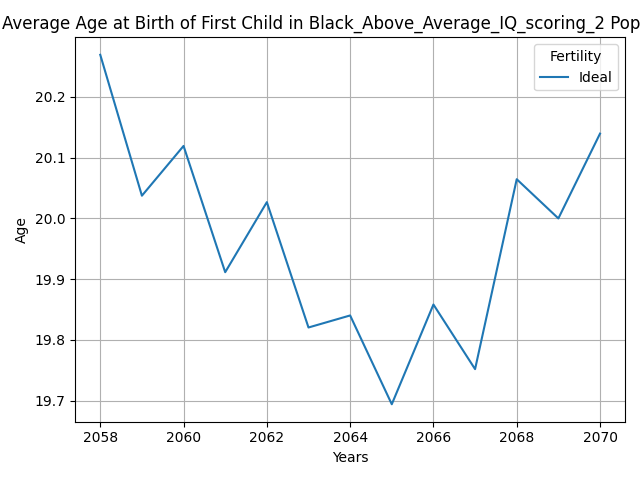 Average Age at Birth of First Child in Black_Above_Average_IQ_scoring_2 Pop
Fertility
Ideal
20.2
20.1
20.0
19.9
19.8
19.7
Age
2058 2060 2062 2064 2066 2068 2070
Years